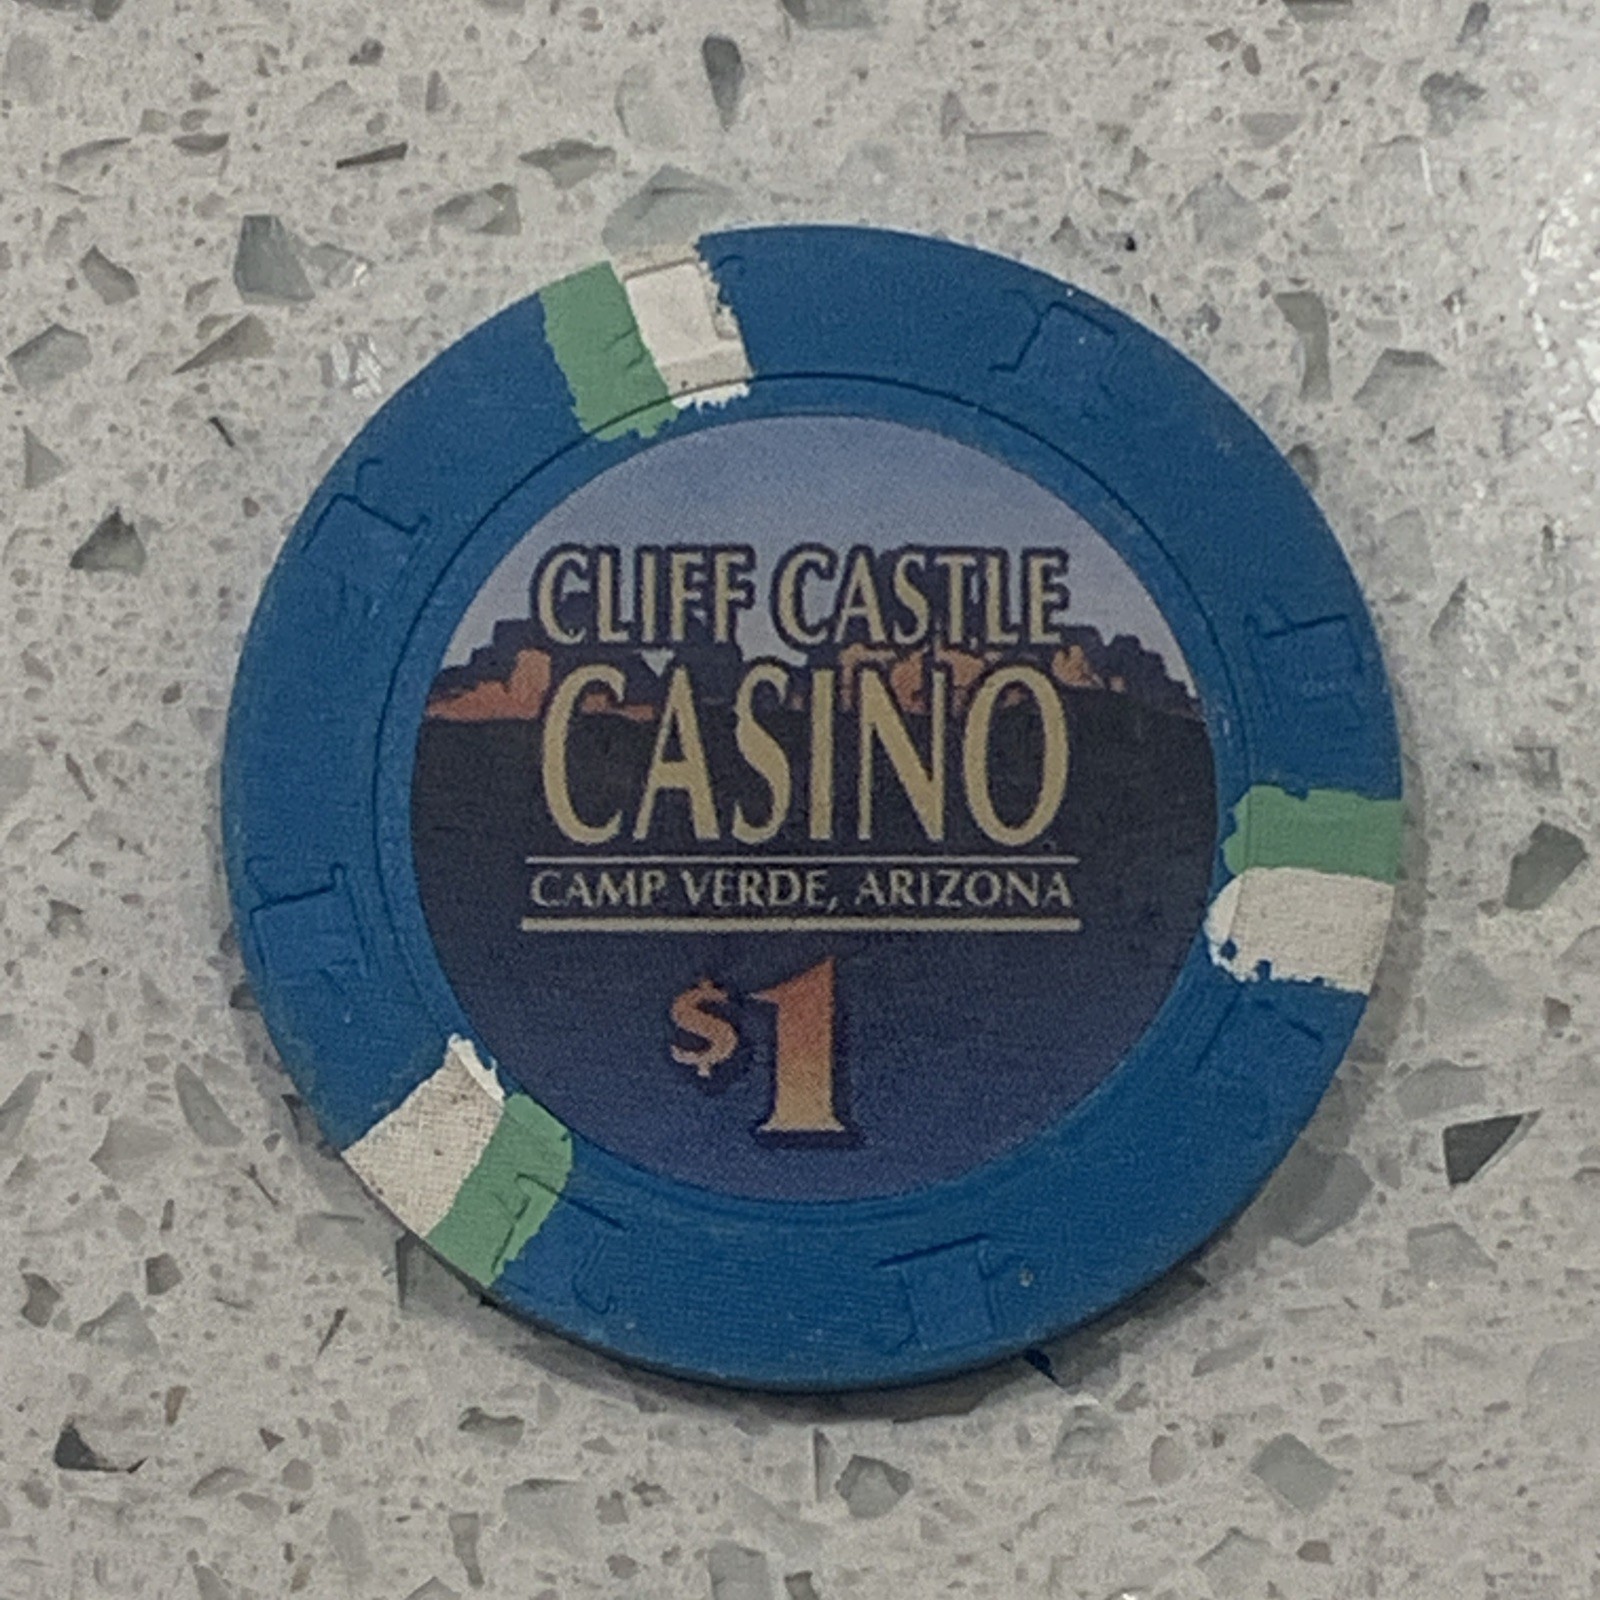 CLIFF CASTLE
CASINO
CAMP VERDE, ARIZONA
$1